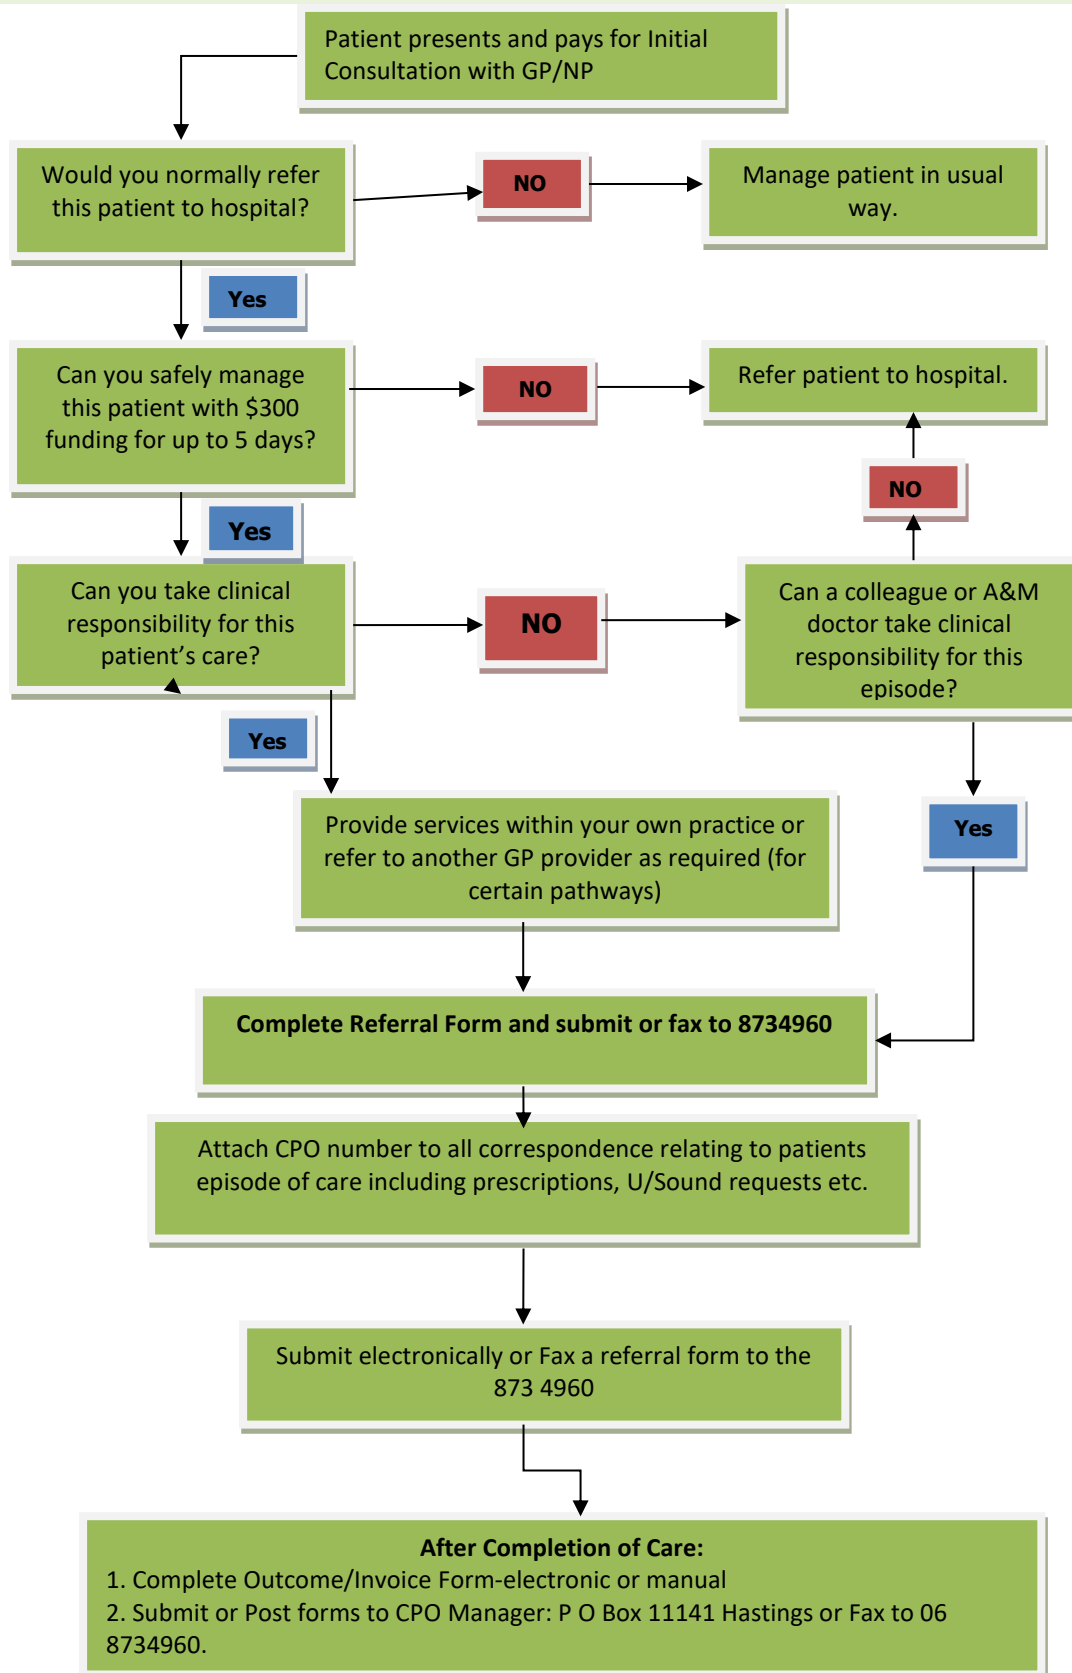 Patient presents and pays for Initial
Consultation with GP/NP
Would you normally refer
this patient to hospital?
NO
Manage patient in usual
way.
Yes
Can you safely manage
this patient with $300
funding for up to 5 days?
NO
Refer patient to hospital.
NO
Yes
Can you take clinical
responsibility for this
patient’s care?
NO
Can a colleague or A&M
doctor take clinical
responsibility for this
episode?
Yes
Yes
Provide services within your own practice or
refer to another GP provider as required (for
certain pathways)
Complete Referral Form and submit or fax to 8734960
Attach CPO number to all correspondence relating to patients
episode of care including prescriptions, U/Sound requests etc.
Submit electronically or Fax a referral form to the
873 4960
After Completion of Care:
1. Complete Outcome/Invoice Form-electronic or manual
2. Submit or Post forms to CPO Manager: P O Box 11141 Hastings or Fax to 06
8734960.